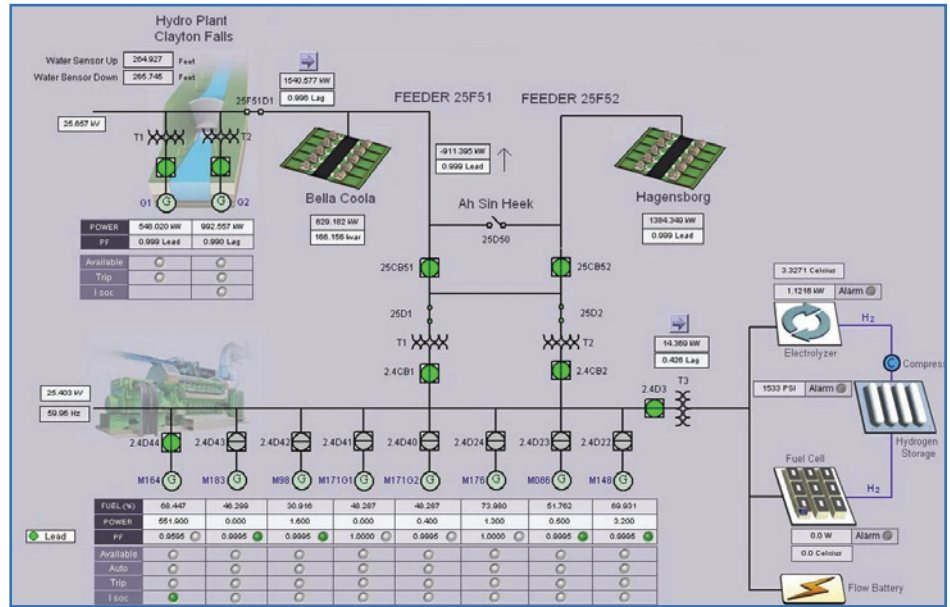 Hydro Plant
Clayton Falls
Water Sensor Up 264.927 Feet
Water Sensor Down 265.745 Feet
25F51D1
1540.577 kW
0.996 Lag
FEEDER 25F51
FEEDER 25F52
25.657 kV
T1
T2
-911.395 kW
0.999 Lead
G1 G
G G2
Bella Coola
Ah Sin Heek
Hagensborg
629.182 kW
166.156 kvar
25D50
1384.349 kW
0.999 Lead
POWER 548.020 kW 992.557 kW
PF 0.999 Lead 0.990 Lag
Available
Trip
I soc
25CB51
25CB52
3.3271 Celcius
1.1216 kW Alarm
H2
Electrolyzer
25D1
25D2
T1
T2
14.369 kW
0.426 Lag
C Compress
25.403 kV
59.96 Hz
2.4CB1
2.4CB2
2.4D3
T3
1533 PSI Alarm
Hydrogen
Storage
2.4D44 2.4D43 2.4D42 2.4D41 2.4D40 2.4D24 2.4D23 2.4D22
Fuel Cell
H2
M164 G M183 G M98 G M171G1 G M171G2 G M176 G M086 G M148 G
FUEL (%) 68.447 46.299 30.916 48.287 48.287 73.980 51.762 69.931
POWER 551.900 0.000 1.600 0.000 0.400 1.300 0.500 3.200
Lead
PF 0.9595 0.9995 0.9995 1.0000 0.9995 1.0000 0.9995 0.9995
0.0 W Alarm
0.0 Celcius
Available
Auto
Trip
I soc
Flow Battery